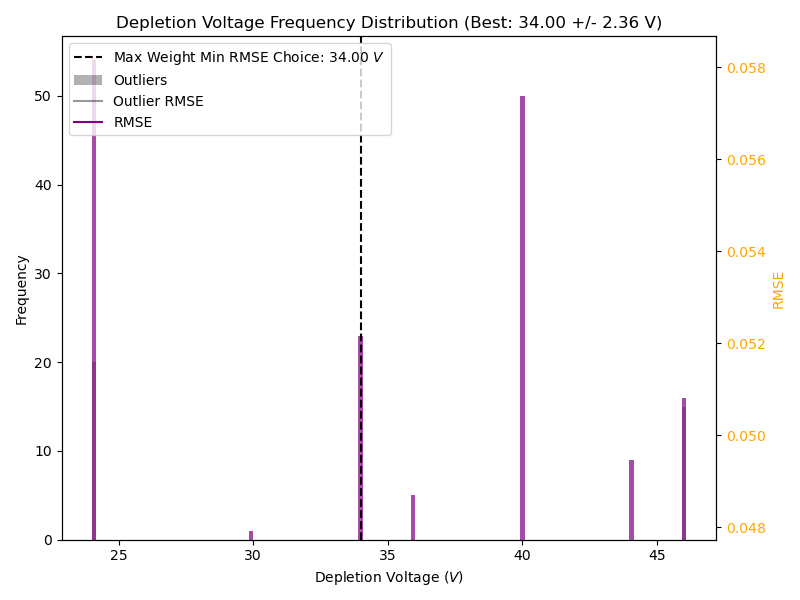 Depletion Voltage Frequency Distribution (Best: 34.00 +/- 2.36 V)
Max Weight Min RMSE Choice: 34.00 V
Outliers
Outlier RMSE
RMSE
50
40
30
20
10
0
Frequency
0.058
0.056
0.054
0.052
0.050
0.048
RMSE
25 30 35 40 45
Depletion Voltage (V)